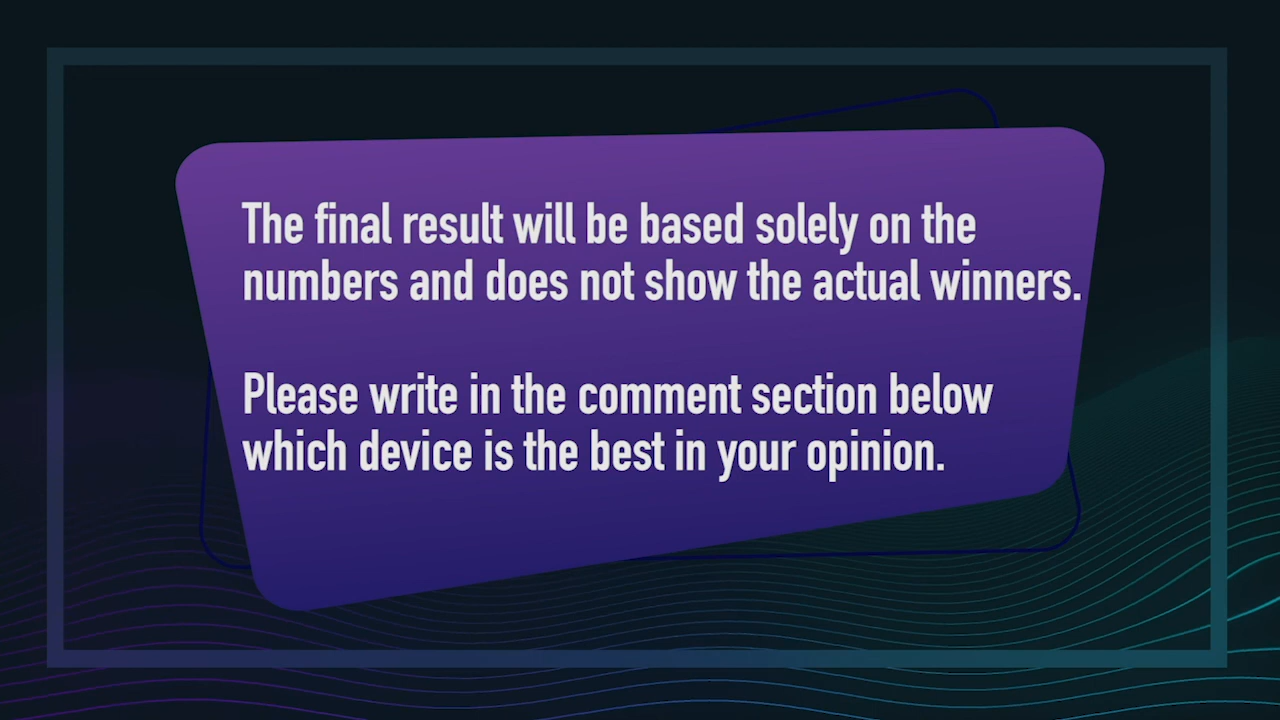 The final result will be based solely on the
numbers and does not show the actual winners.
Please write in the comment section below
which device is the best in your opinion.